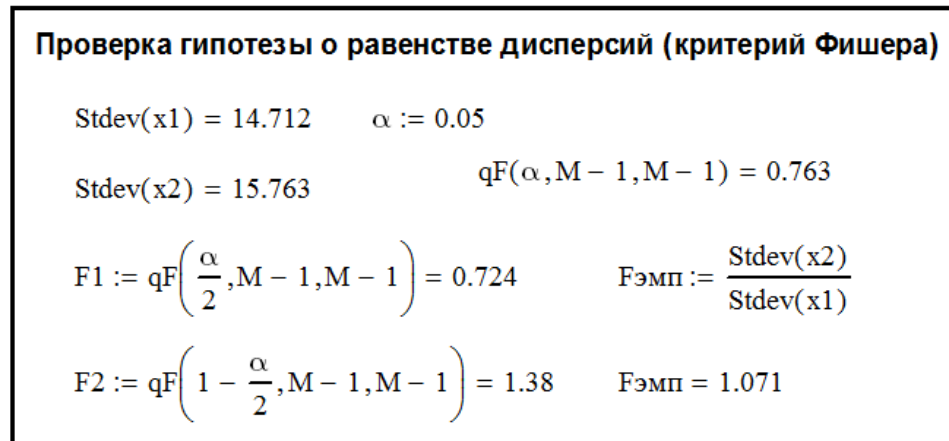 Проверка гипотезы о равенстве дисперсий (критерий Фишера)
Stdev(x1) = 14.712 α := 0.05
Stdev(x2) = 15.763 qF(α, M − 1, M − 1) = 0.763
F1 := qF(α/2, M − 1, M − 1) = 0.724 Fэмп := Stdev(x2)/Stdev(x1)
F2 := qF(1 − α/2, M − 1, M − 1) = 1.38 Fэмп = 1.071